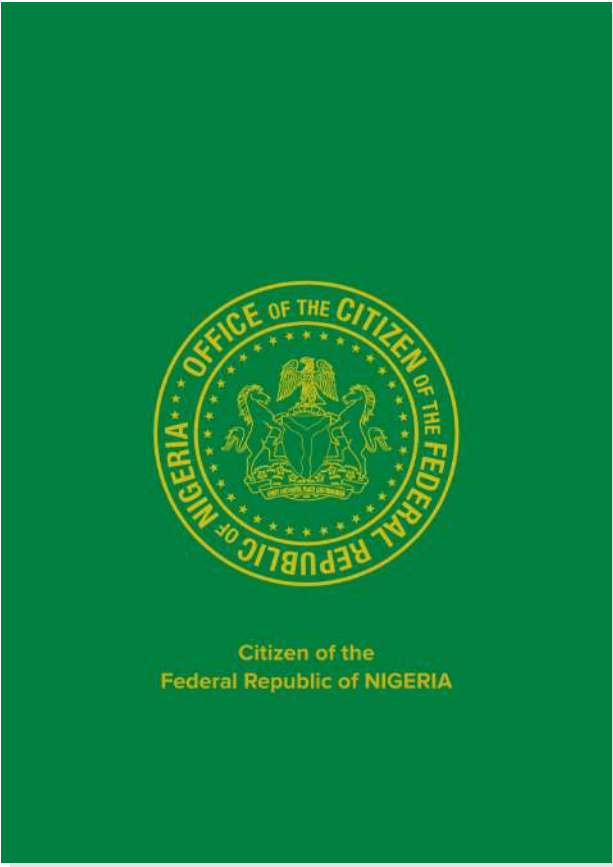 OFFICE OF THE CITIZEN OF THE FEDERAL REPUBLIC OF NIGERIA
Citizen of the
Federal Republic of NIGERIA